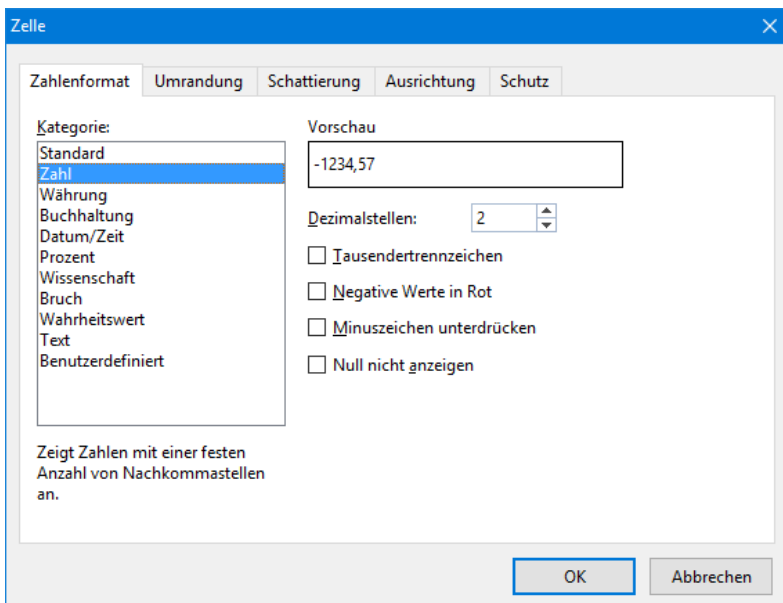 Zelle
Zahlenformat Umrandung Schattierung Ausrichtung Schutz
Kategorie:
Standard
Zahl
Währung
Buchhaltung
Datum/Zeit
Prozent
Wissenschaft
Bruch
Wahrheitswert
Text
Benutzerdefiniert
Zeigt Zahlen mit einer festen
Anzahl von Nachkommastellen
an.
Vorschau
-1234,57
Dezimalstellen: 2
Tausendertrennzeichen
Negative Werte in Rot
Minuszeichen unterdrücken
Null nicht anzeigen
OK Abbrechen